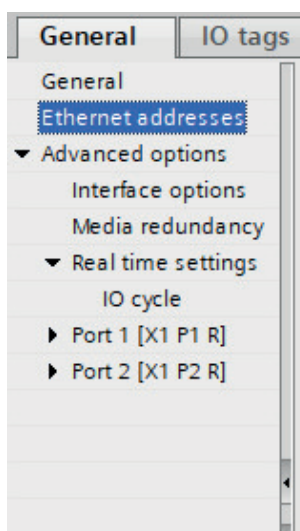 General
IO tags
General
Ethernet addresses
Advanced options
Interface options
Media redundancy
Real time settings
IO cycle
Port 1 [X1 P1 R]
Port 2 [X1 P2 R]